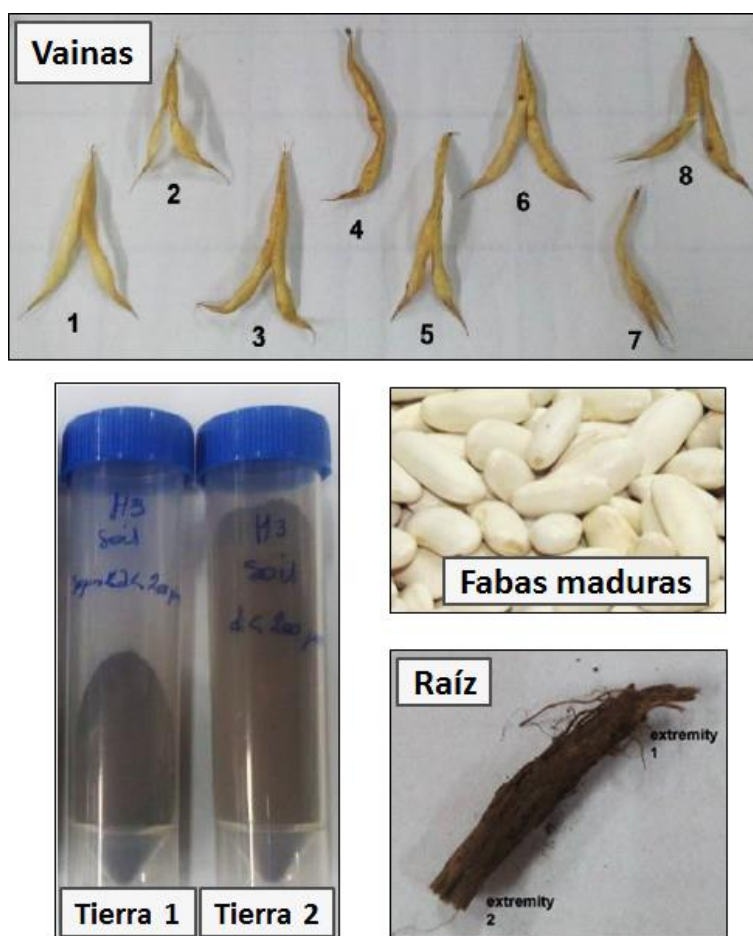 Vainas
2
4
6
8
1
3
5
7
H3
Soil
H3
Soil
d < 200 µm
Fabas maduras
Raíz
extremity
1
extremity
2
Tierra 1
Tierra 2